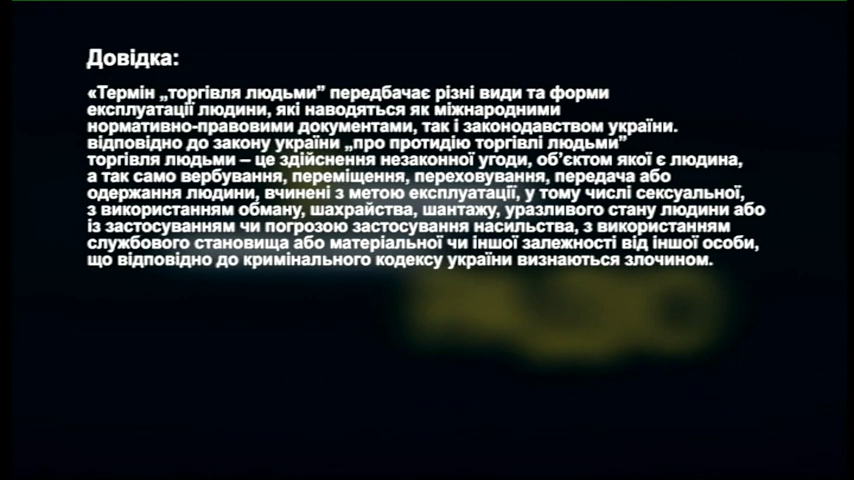 Довідка:
«Термін „торгівля людьми” передбачає різні види та форми
експлуатації людини, які наводяться як міжнародними
нормативно-правовими документами, так і законодавством україни.
відповідно до закону україни „про протидію торгівлі людьми”
торгівля людьми – це здійснення незаконної угоди, об’єктом якої є людина,
а так само вербування, переміщення, переховування, передача або
одержання людини, вчинені з метою експлуатації, у тому числі сексуальної,
з використанням обману, шахрайства, шантажу, уразливого стану людини або
із застосуванням чи погрозою застосування насильства, з використанням
службового становища або матеріальної чи іншої залежності від іншої особи,
що відповідно до кримінального кодексу україни визнаються злочином.